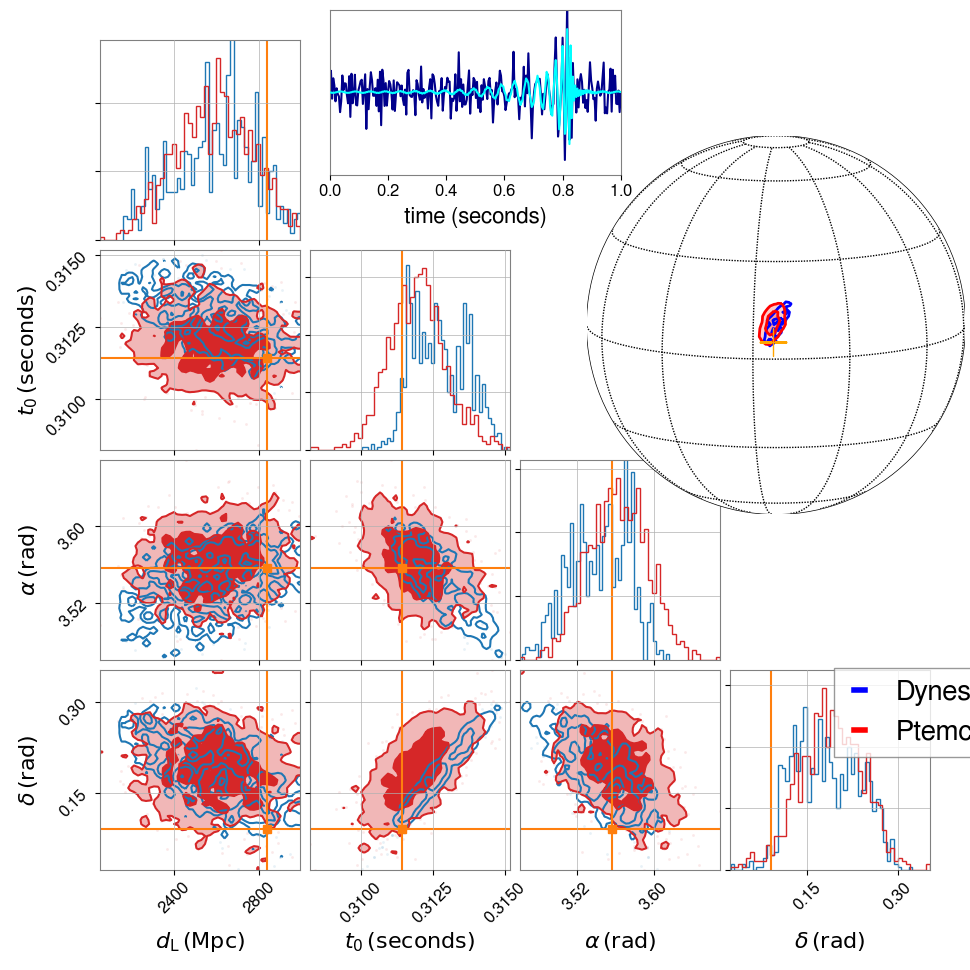 0.0 0.2 0.4 0.6 0.8 1.0
time (seconds)
t₀ (seconds)
0.3150
0.3125
0.3100
α (rad)
3.60
3.52
Dynes
Ptemc
δ (rad)
0.30
0.15
2400 2800 0.3100 0.3125 0.3150 3.52 3.60 0.15 0.30
d_L (Mpc) t₀ (seconds) α (rad) δ (rad)